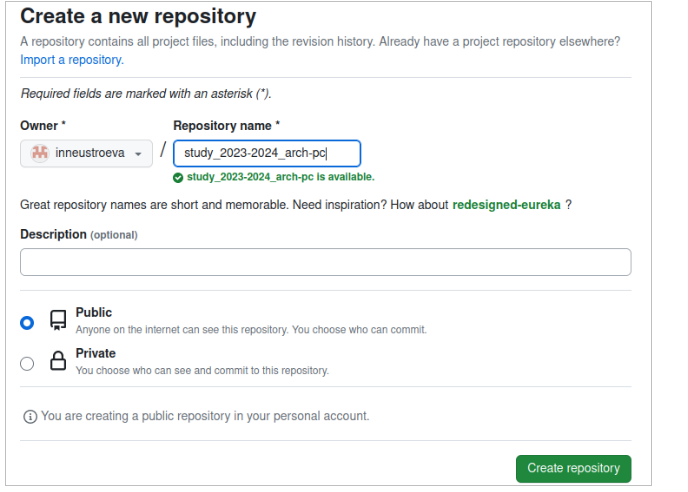 Create a new repository
A repository contains all project files, including the revision history. Already have a project repository elsewhere?
Import a repository.
Required fields are marked with an asterisk (*).
Owner * Repository name *
inneustroeva / study_2023-2024_arch-pc
study_2023-2024_arch-pc is available.
Great repository names are short and memorable. Need inspiration? How about redesigned-eureka ?
Description (optional)
Public
Anyone on the internet can see this repository. You choose who can commit.
Private
You choose who can see and commit to this repository.
You are creating a public repository in your personal account.
Create repository